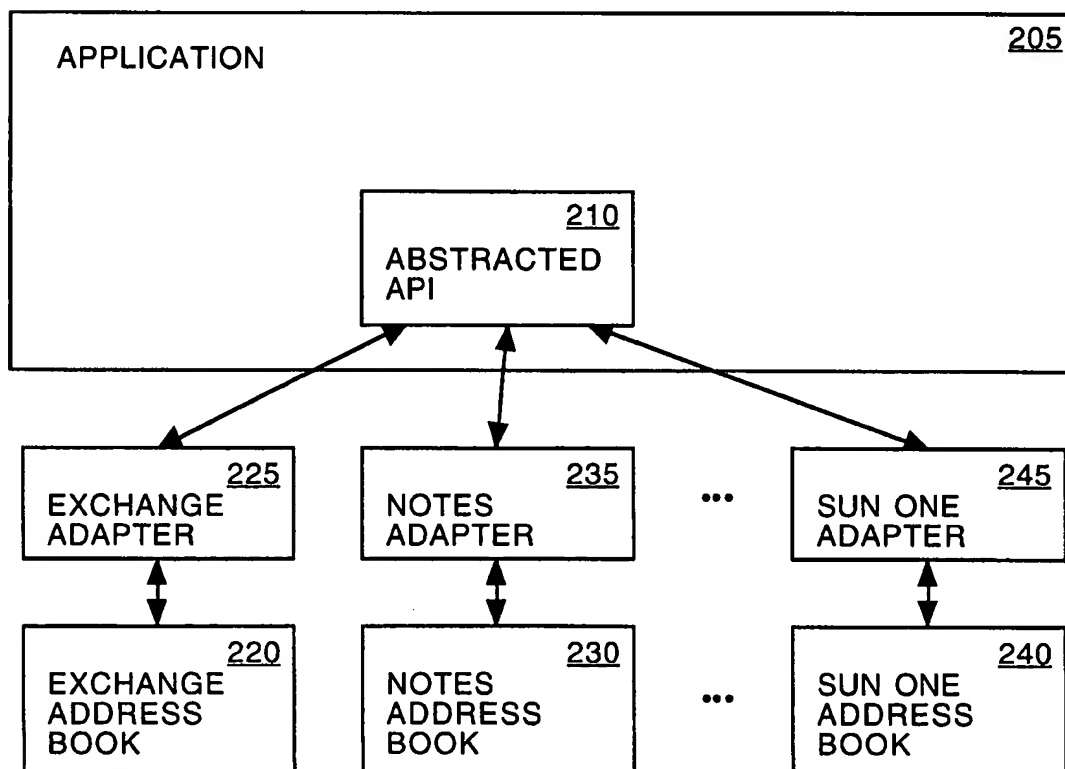 205
APPLICATION
210
ABSTRACTED
API
225
EXCHANGE
ADAPTER
235
NOTES
ADAPTER
...
245
SUN ONE
ADAPTER
220
EXCHANGE
ADDRESS
BOOK
230
NOTES
ADDRESS
BOOK
...
240
SUN ONE
ADDRESS
BOOK